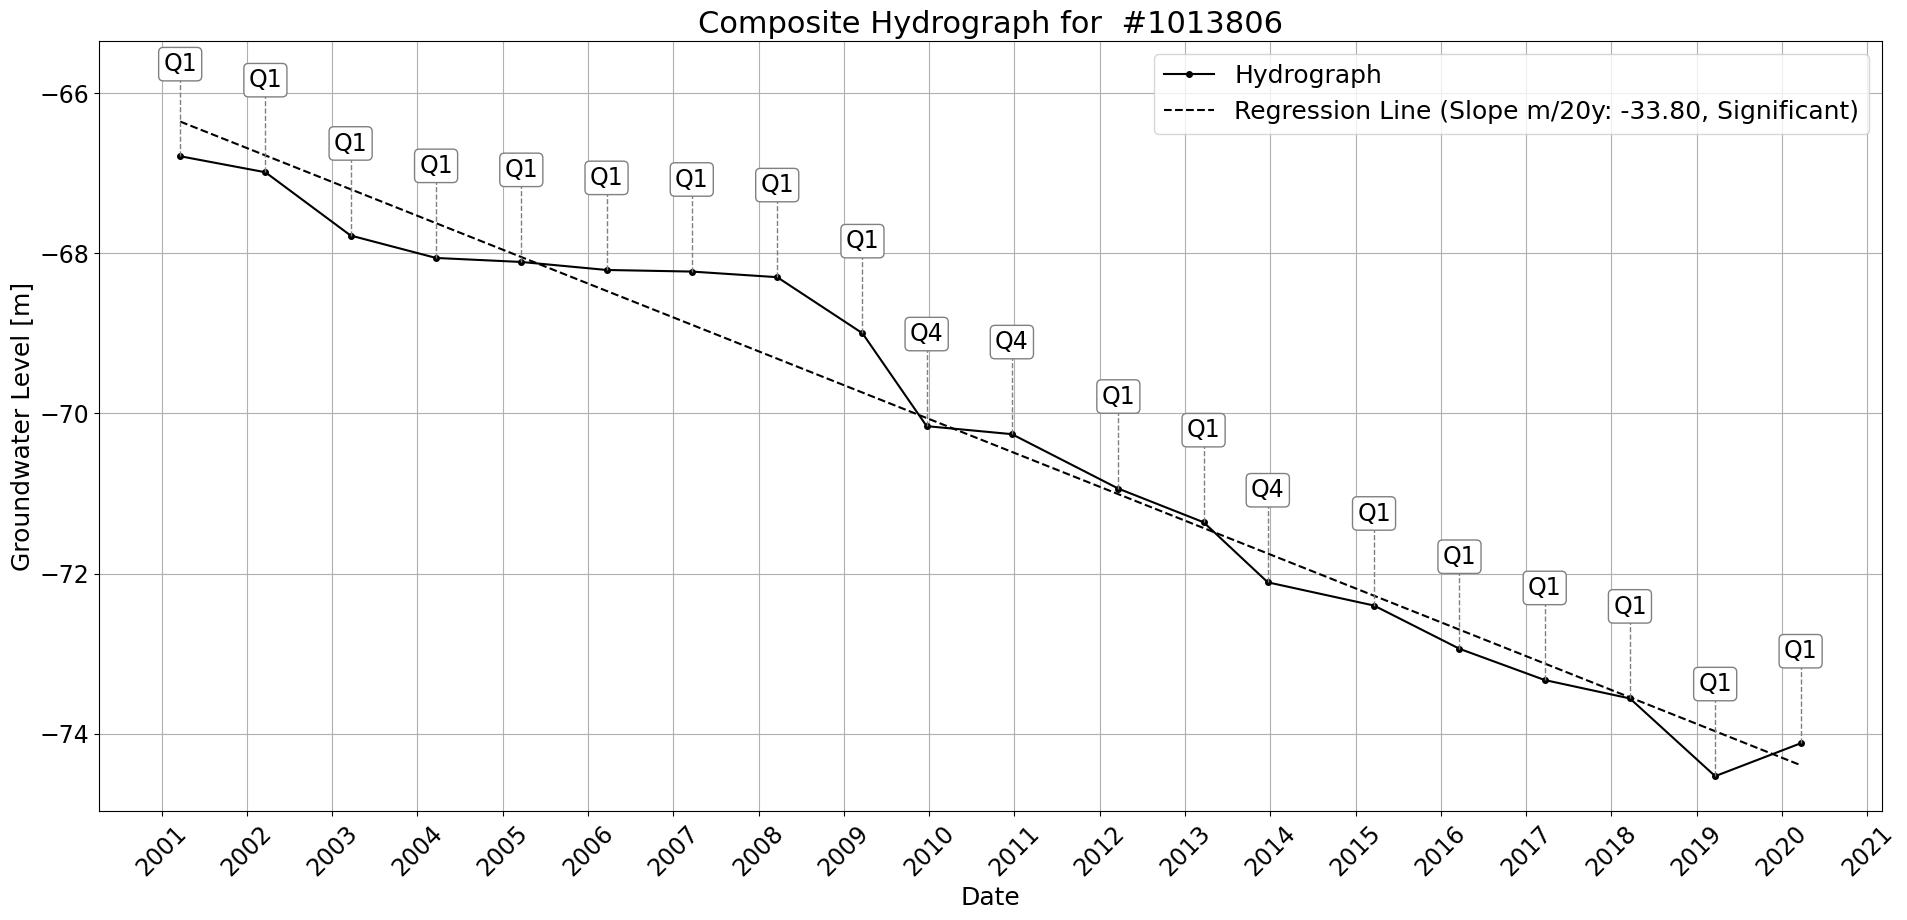 Composite Hydrograph for  #1013806
Hydrograph
Regression Line (Slope m/20y: -33.80, Significant)
Q1
Q1
Q1
Q1
Q1
Q1
Q1
Q1
Q1
Q4
Q4
Q1
Q1
Q4
Q1
Q1
Q1
Q1
Q1
Q1
−66
−68
−70
−72
−74
Groundwater Level [m]
2001
2002
2003
2004
2005
2006
2007
2008
2009
2010
2011
2012
2013
2014
2015
2016
2017
2018
2019
2020
2021
Date